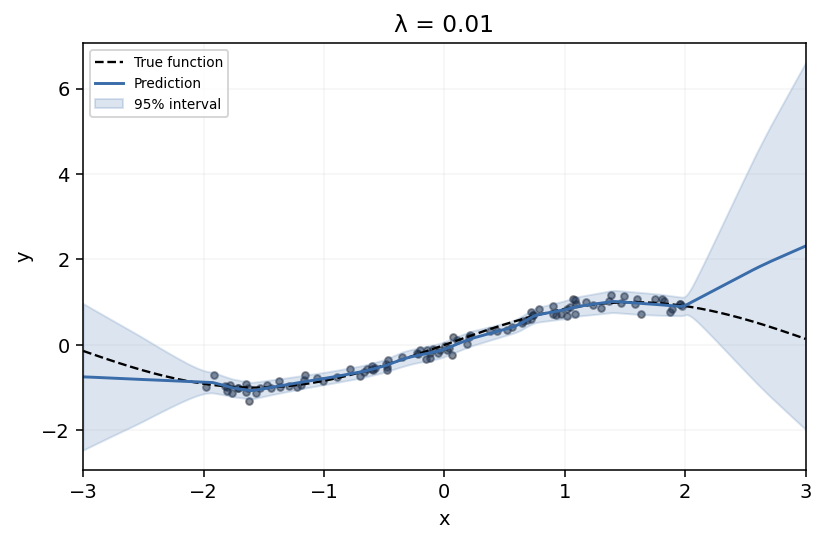 λ = 0.01
True function
Prediction
95% interval
6
4
2
0
−2
y
−3
−2
−1
0
1
2
3
x